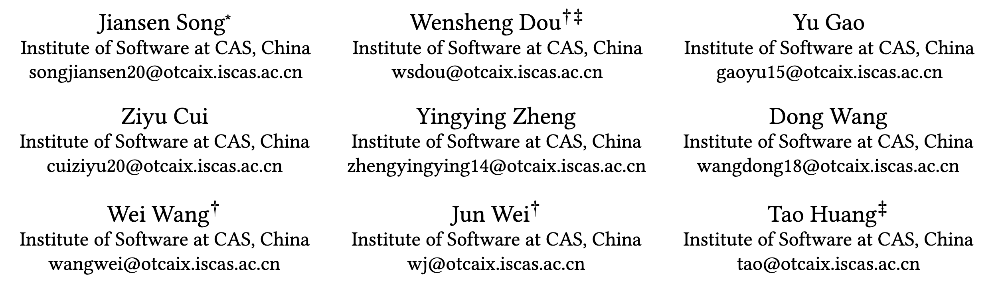 Jiansen Song*
Institute of Software at CAS, China
songjiansen20@otcaix.iscas.ac.cn
Wensheng Dou†‡
Institute of Software at CAS, China
wsdou@otcaix.iscas.ac.cn
Yu Gao
Institute of Software at CAS, China
gaoyu15@otcaix.iscas.ac.cn
Ziyu Cui
Institute of Software at CAS, China
cuiziyu20@otcaix.iscas.ac.cn
Yingying Zheng
Institute of Software at CAS, China
zhengyingying14@otcaix.iscas.ac.cn
Dong Wang
Institute of Software at CAS, China
wangdong18@otcaix.iscas.ac.cn
Wei Wang†
Institute of Software at CAS, China
wangwei@otcaix.iscas.ac.cn
Jun Wei†
Institute of Software at CAS, China
wj@otcaix.iscas.ac.cn
Tao Huang‡
Institute of Software at CAS, China
tao@otcaix.iscas.ac.cn